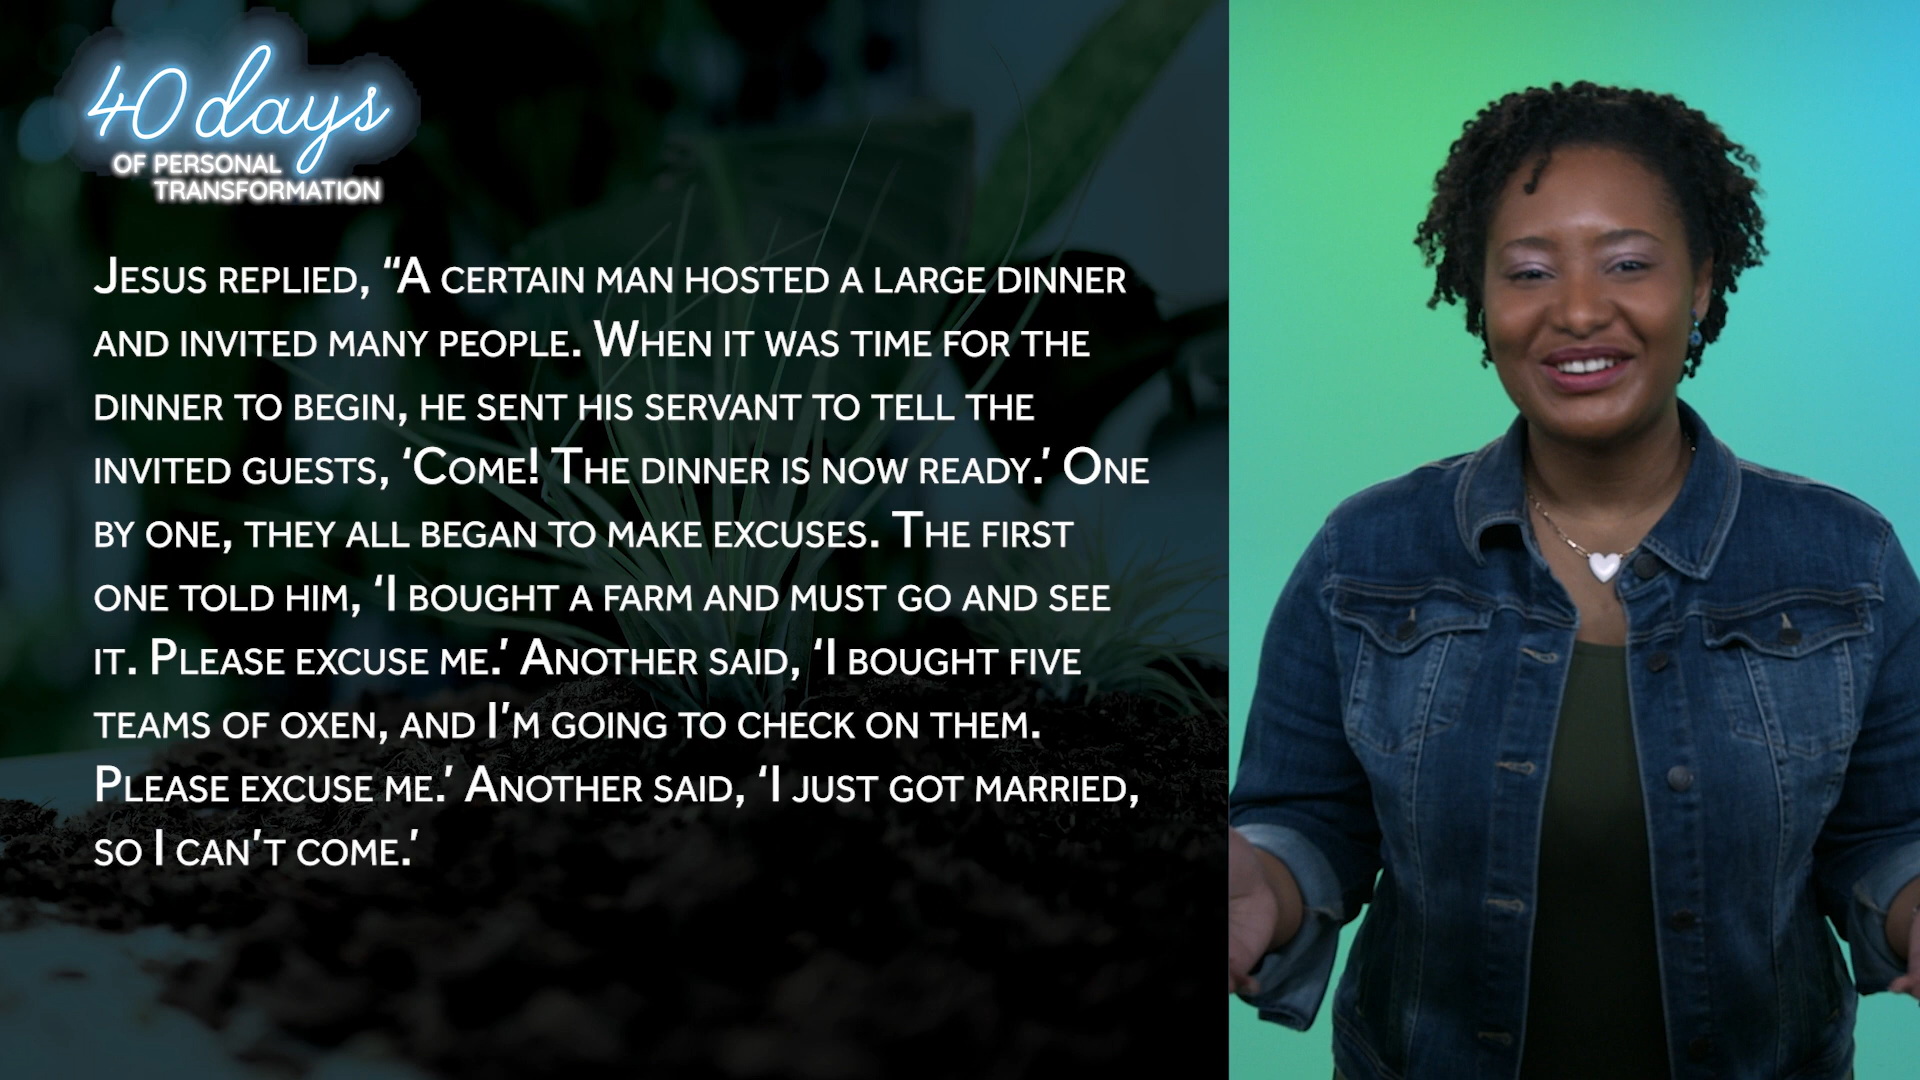 40 days
OF PERSONAL
TRANSFORMATION
JESUS REPLIED, “A CERTAIN MAN HOSTED A LARGE DINNER
AND INVITED MANY PEOPLE. WHEN IT WAS TIME FOR THE
DINNER TO BEGIN, HE SENT HIS SERVANT TO TELL THE
INVITED GUESTS, ‘COME! THE DINNER IS NOW READY.’ ONE
BY ONE, THEY ALL BEGAN TO MAKE EXCUSES. THE FIRST
ONE TOLD HIM, ‘I BOUGHT A FARM AND MUST GO AND SEE
IT. PLEASE EXCUSE ME.’ ANOTHER SAID, ‘I BOUGHT FIVE
TEAMS OF OXEN, AND I’M GOING TO CHECK ON THEM.
PLEASE EXCUSE ME.’ ANOTHER SAID, ‘I JUST GOT MARRIED,
SO I CAN’T COME.’